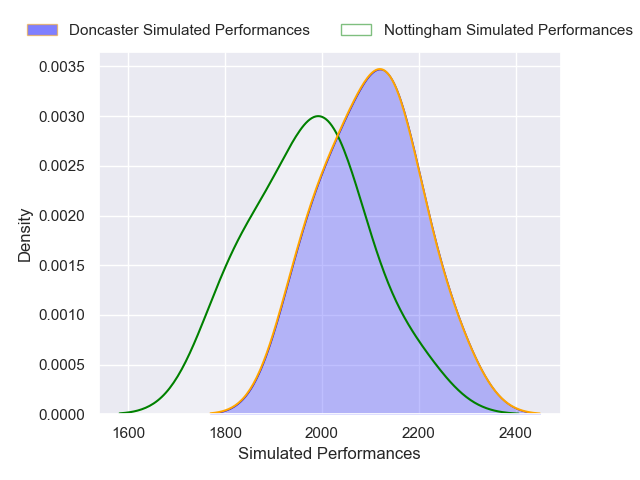 Doncaster Simulated Performances   Nottingham Simulated Performances
0.0035
0.0030
0.0025
0.0020
0.0015
0.0010
0.0005
0.0000
Density
1600 1800 2000 2200 2400
Simulated Performances